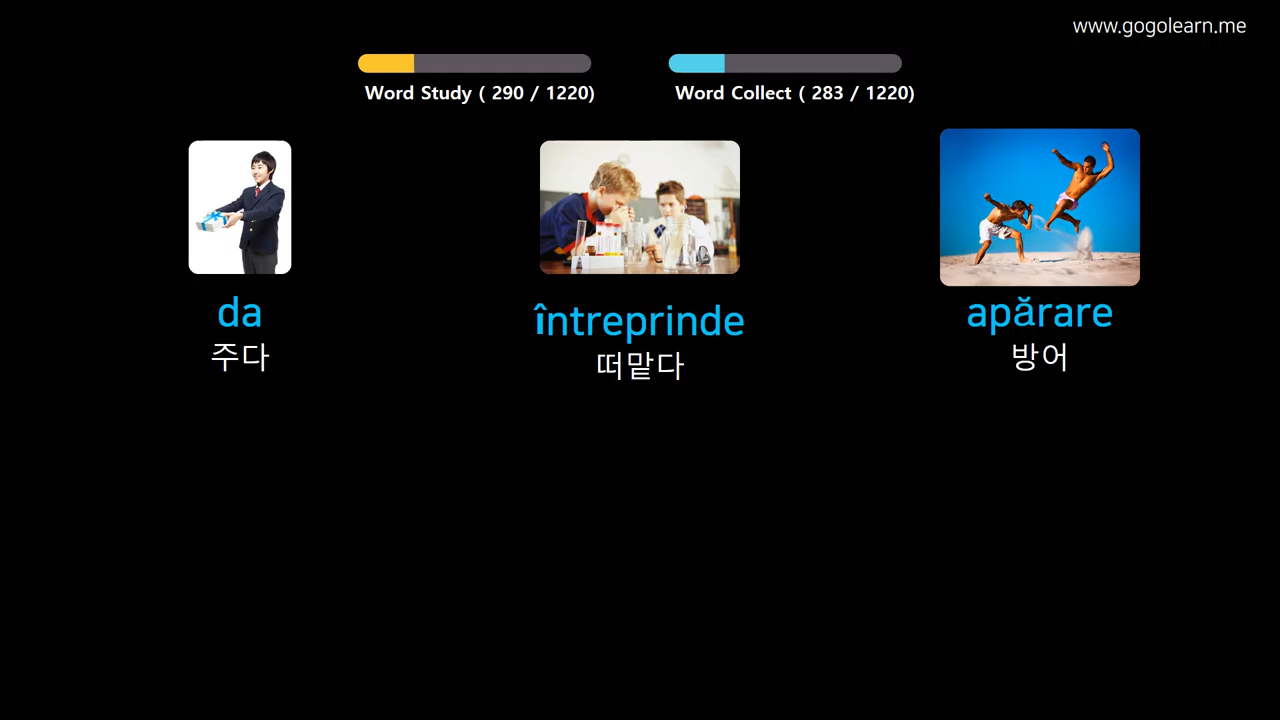 www.gogolearn.me
Word Study ( 290 / 1220)
Word Collect ( 283 / 1220)
da
주다
întreprinde
떠맡다
apărare
방어